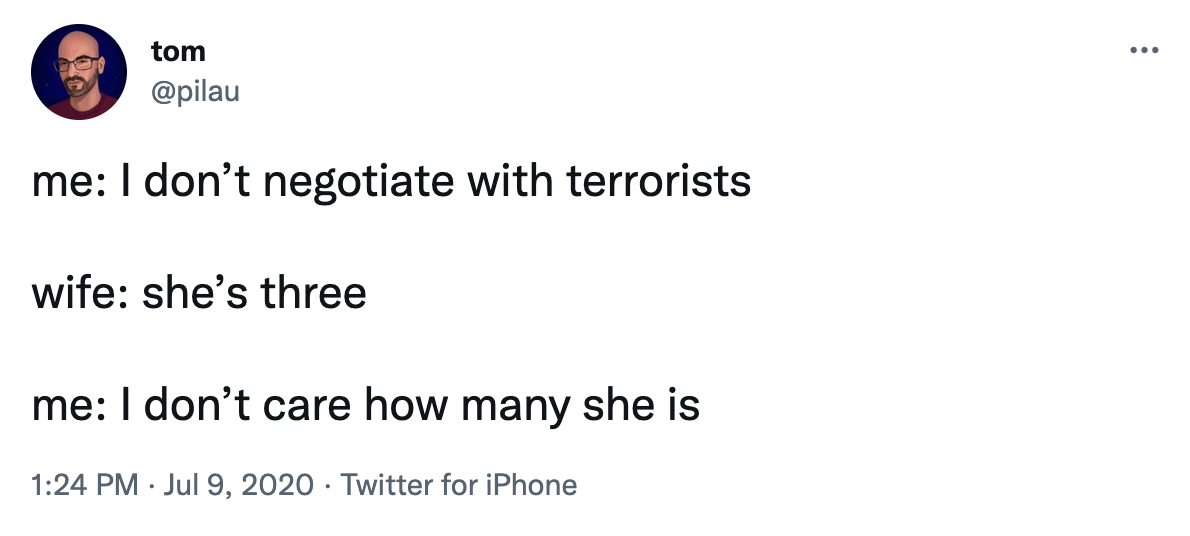 tom
@pilau
me: I don’t negotiate with terrorists
wife: she’s three
me: I don’t care how many she is
1:24 PM · Jul 9, 2020 · Twitter for iPhone